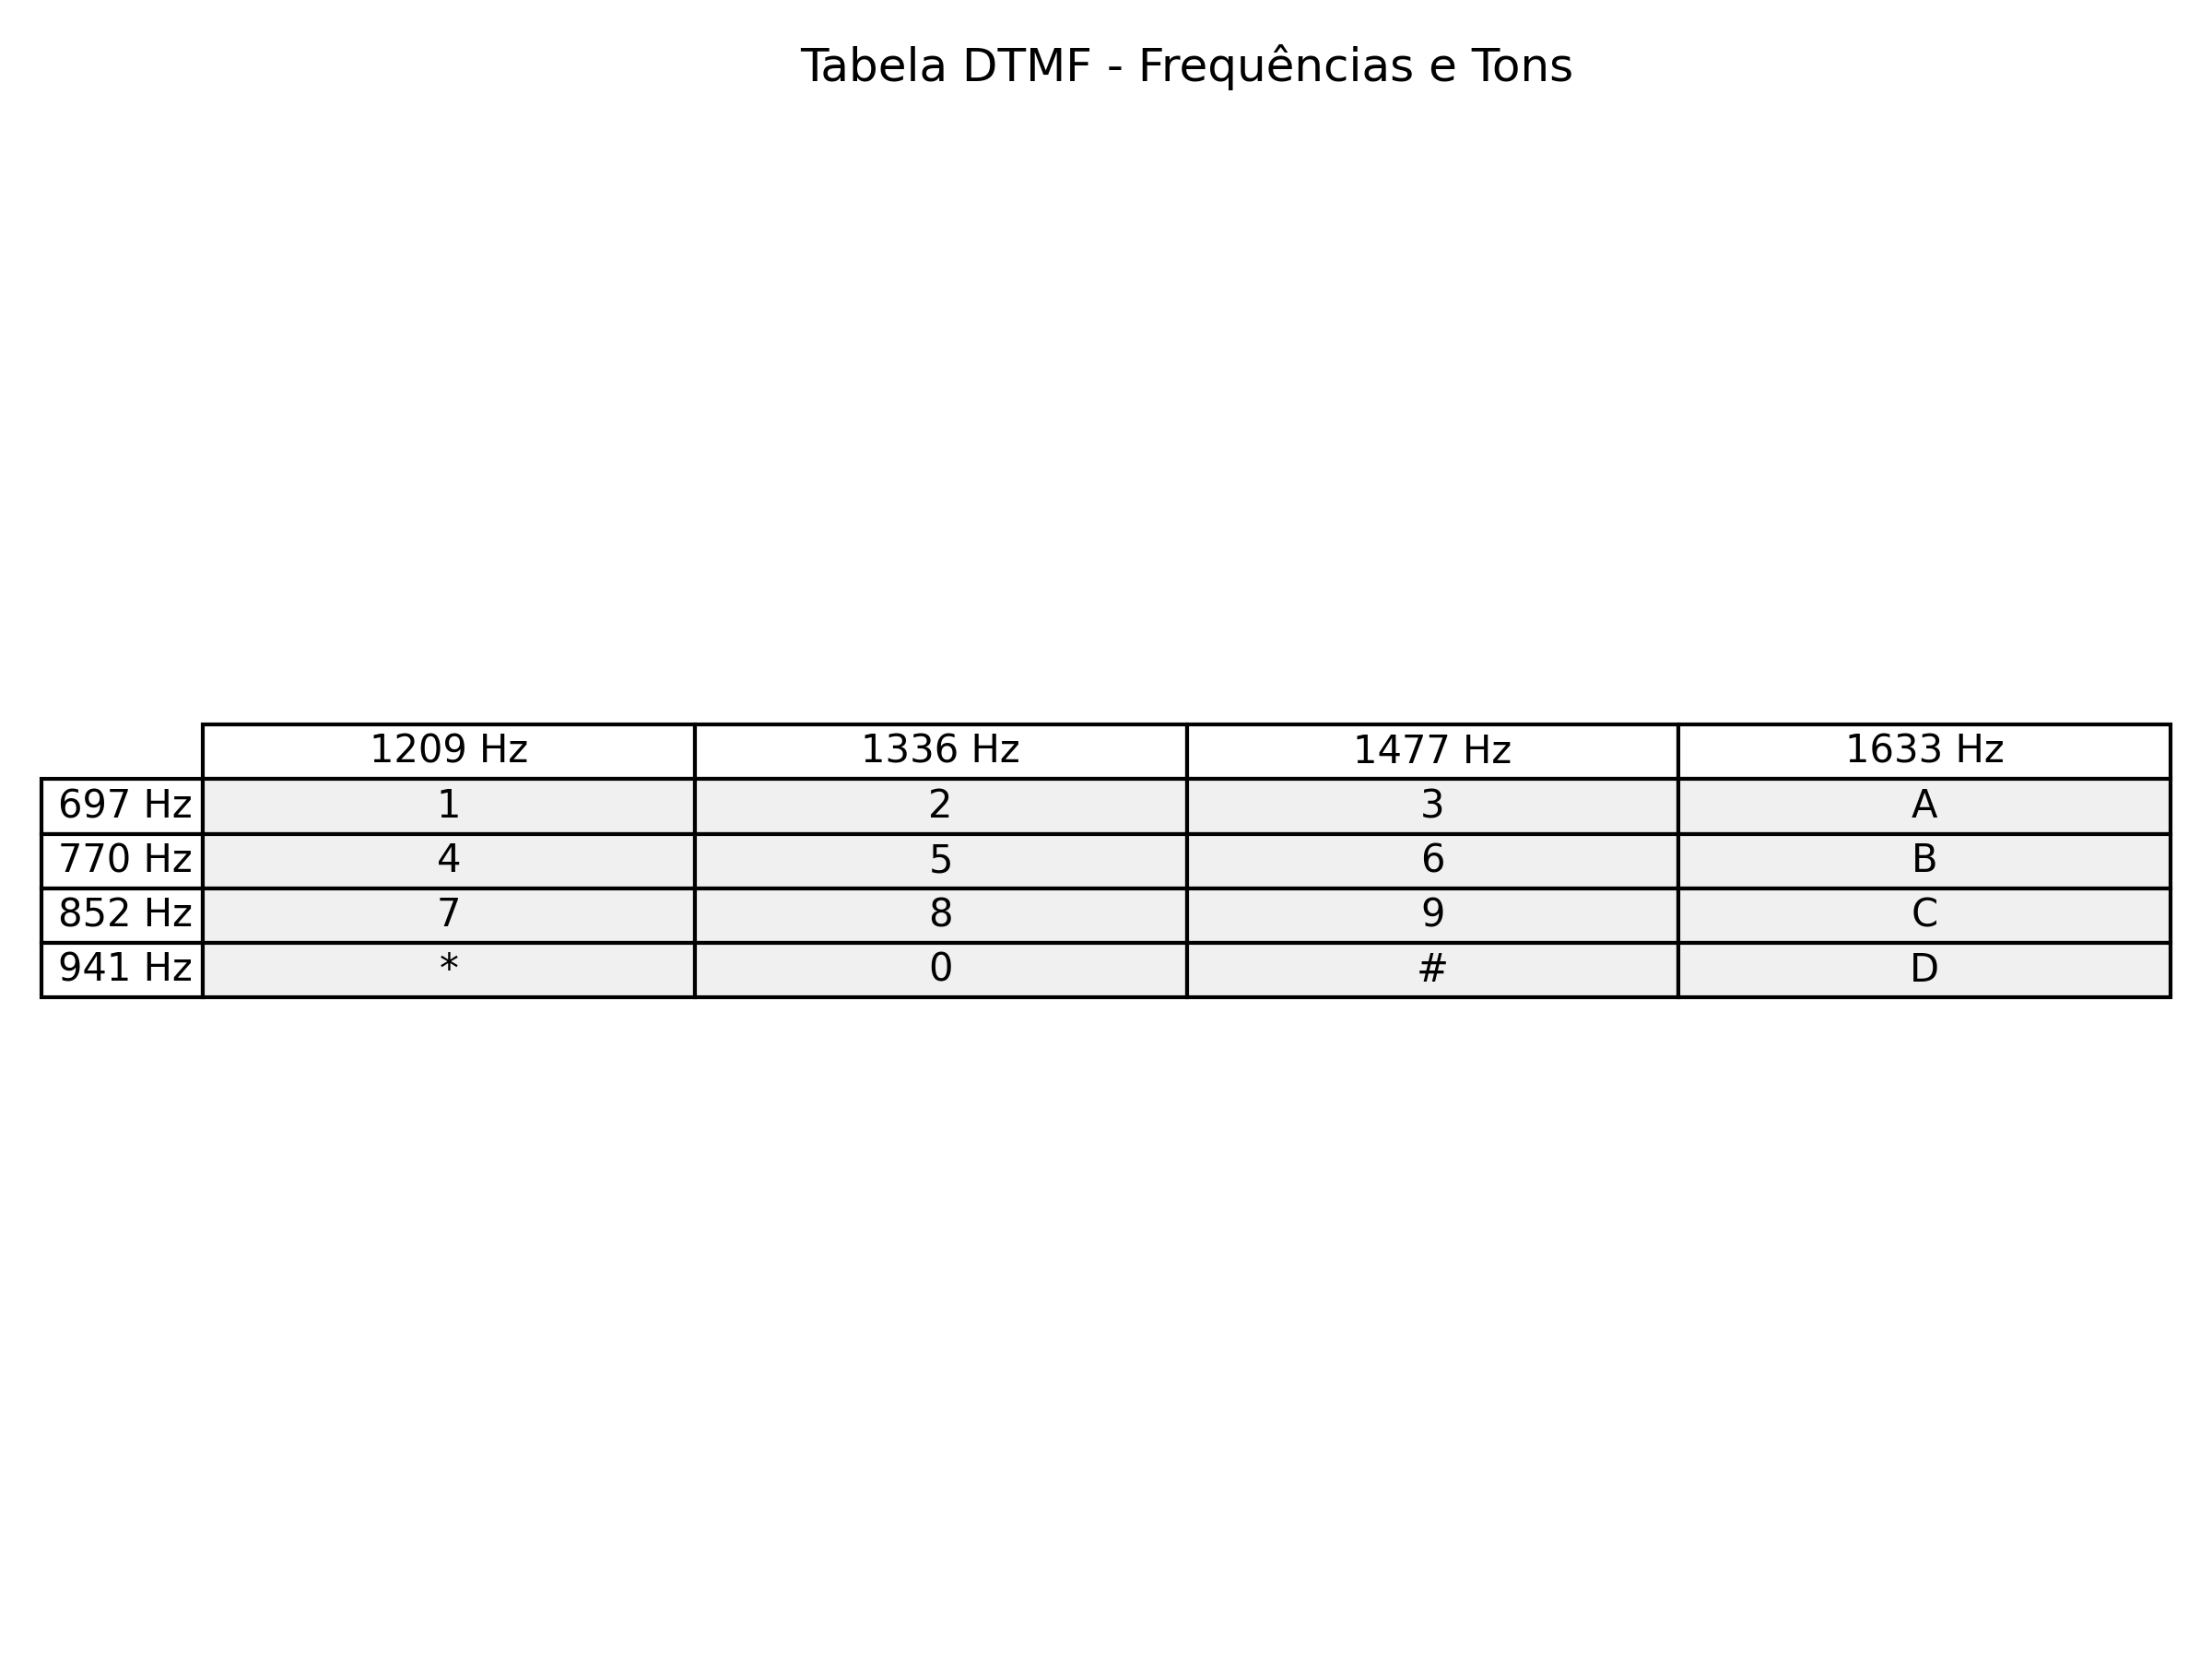 Tabela DTMF - Frequências e Tons
1209 Hz 1336 Hz 1477 Hz 1633 Hz
697 Hz 1 2 3 A
770 Hz 4 5 6 B
852 Hz 7 8 9 C
941 Hz * 0 # D